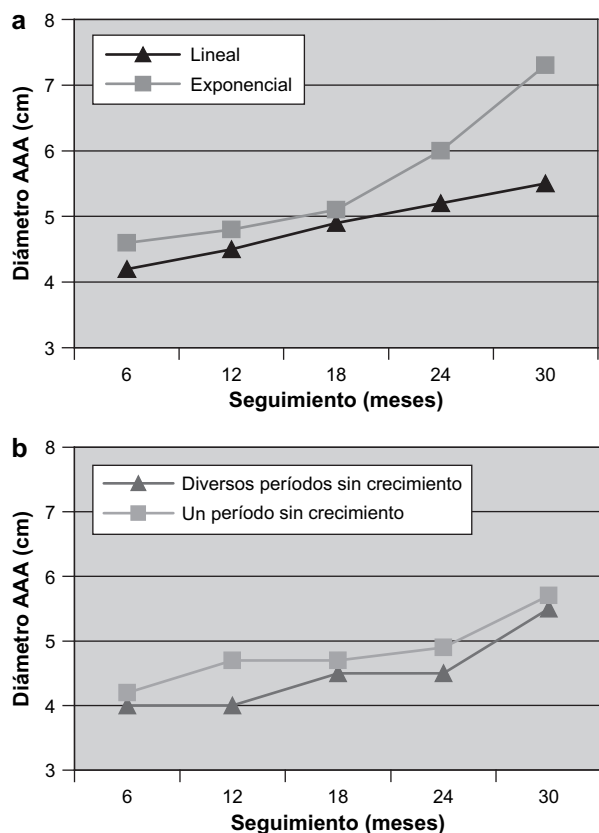 a
8
7
6
5
4
3
Diámetro AAA (cm)
Lineal
Exponencial
6 12 18 24 30
Seguimiento (meses)
b
8
7
6
5
4
3
Diámetro AAA (cm)
Diversos períodos sin crecimiento
Un período sin crecimiento
6 12 18 24 30
Seguimiento (meses)